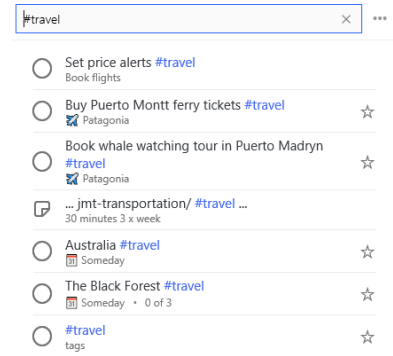 #travel
Set price alerts #travel
Book flights
Buy Puerto Montt ferry tickets #travel
Patagonia
Book whale watching tour in Puerto Madryn
#travel
Patagonia
... jmt-transportation/ #travel ...
30 minutes 3 x week
Australia #travel
Someday
The Black Forest #travel
Someday • 0 of 3
#travel
tags